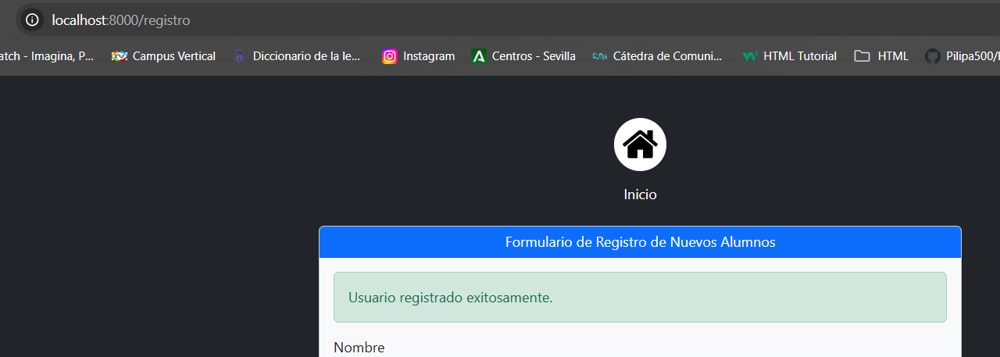 localhost:8000/registro
atch - Imagina, P... Campus Vertical Diccionario de la le... Instagram Centros - Sevilla Cátedra de Comuni... HTML Tutorial HTML Pilipa500/
Inicio
Formulario de Registro de Nuevos Alumnos
Usuario registrado exitosamente.
Nombre